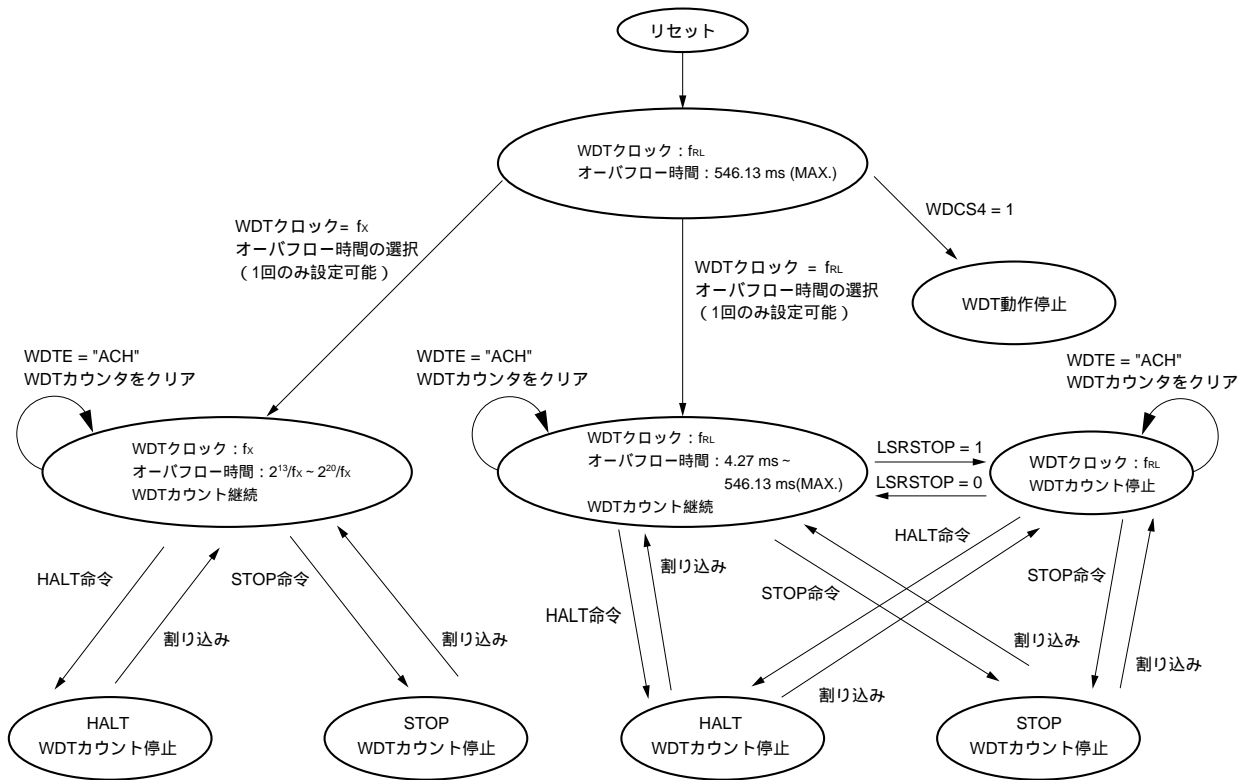 リセット
WDTクロック：fRL
オーバフロー時間：546.13 ms (MAX.)
WDCS4 = 1
WDTクロック= fX
オーバフロー時間の選択
（1回のみ設定可能）
WDTクロック = fRL
オーバフロー時間の選択
（1回のみ設定可能）
WDT動作停止
WDTE = "ACH"
WDTカウンタをクリア
WDTE = "ACH"
WDTカウンタをクリア
WDTE = "ACH"
WDTカウンタをクリア
WDTクロック：fX
オーバフロー時間：2¹³/fX ~ 2²⁰/fX
WDTカウント継続
WDTクロック：fRL
オーバフロー時間：4.27 ms ~
546.13 ms(MAX.)
WDTカウント継続
LSRSTOP = 1
LSRSTOP = 0
WDTクロック：fRL
WDTカウント停止
HALT命令
割り込み
STOP命令
割り込み
HALT命令
割り込み
STOP命令
割り込み
HALT命令
割り込み
STOP命令
割り込み
HALT
WDTカウント停止
STOP
WDTカウント停止
HALT
WDTカウント停止
STOP
WDTカウント停止